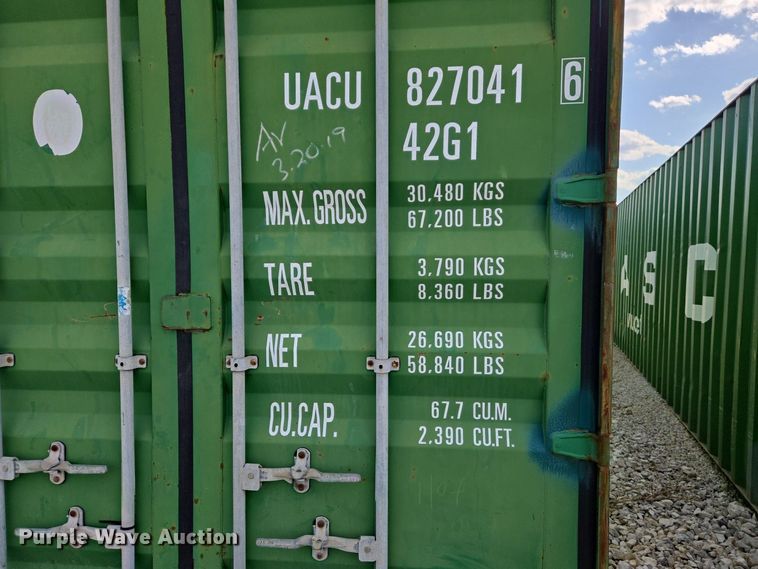 UACU 827041 6
42G1
AV
3.20.19
MAX. GROSS 30.480 KGS
67.200 LBS
TARE 3.790 KGS
8.360 LBS
NET 26.690 KGS
58.840 LBS
CU.CAP. 67.7 CU.M.
2.390 CU.FT.
A S C
Purple Wave Auction